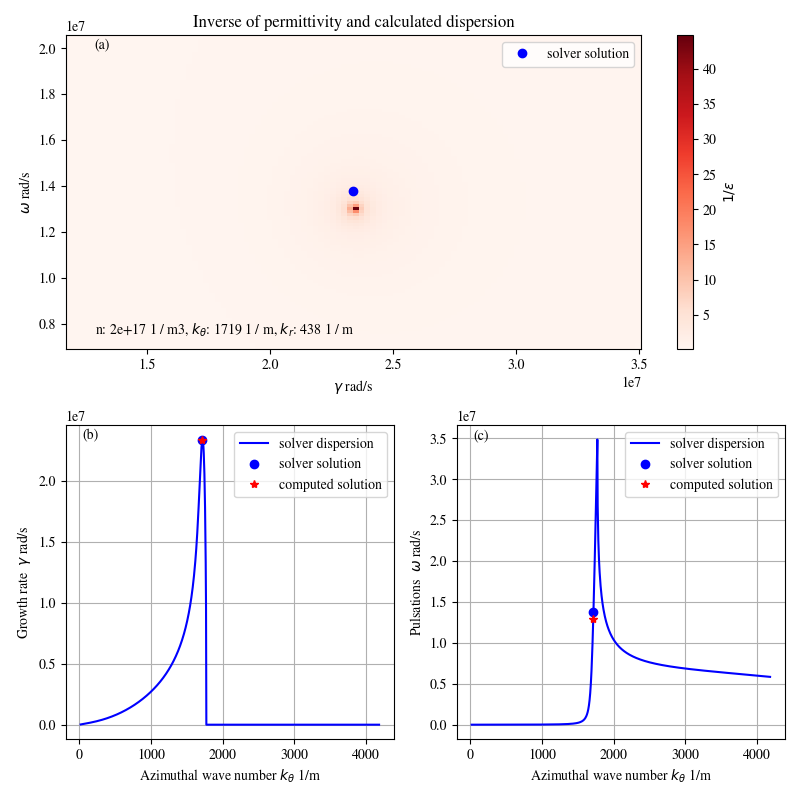 Inverse of permittivity and calculated dispersion
1e7
(a)
solver solution
2.0
1.8
1.6
1.4
1.2
1.0
0.8
ω rad/s
n: 2e+17 1 / m3, k_θ: 1719 1 / m, k_r: 438 1 / m
1.5
2.0
2.5
3.0
3.5
1e7
γ rad/s
40
35
30
25
20
15
10
5
1/ε
1e7
(b)
solver dispersion
solver solution
computed solution
2.0
1.5
1.0
0.5
0.0
Growth rate γ rad/s
0
1000
2000
3000
4000
Azimuthal wave number k_θ 1/m
1e7
(c)
solver dispersion
solver solution
computed solution
3.5
3.0
2.5
2.0
1.5
1.0
0.5
0.0
Pulsations ω rad/s
0
1000
2000
3000
4000
Azimuthal wave number k_θ 1/m